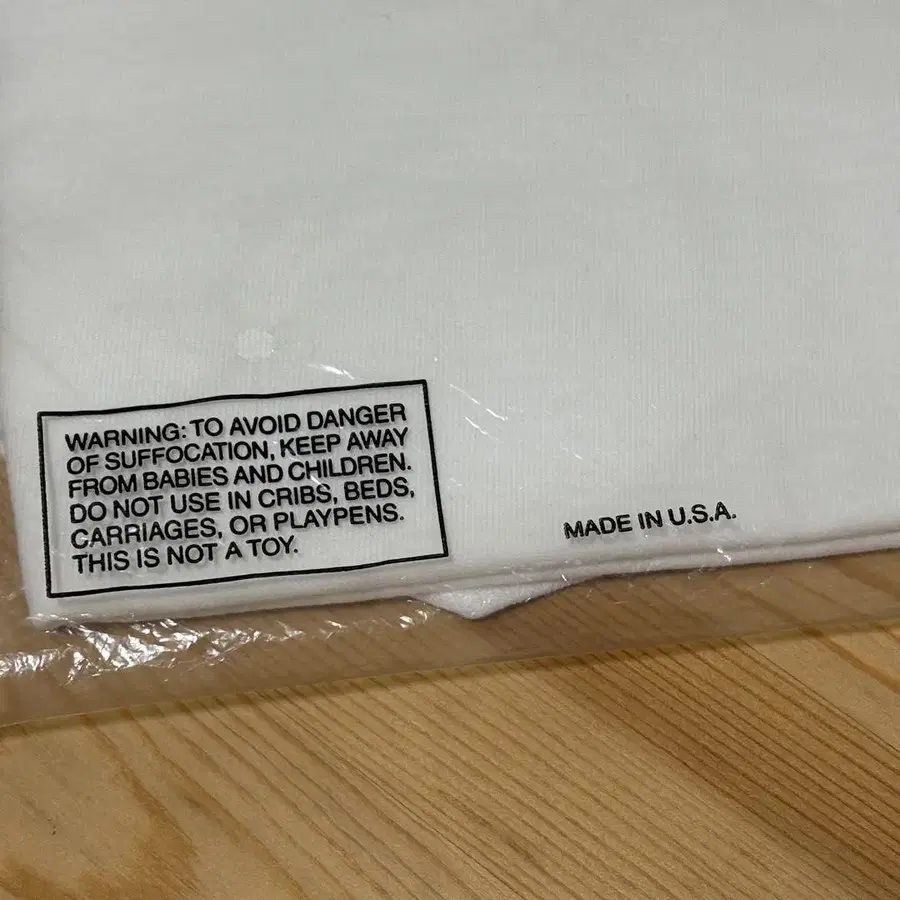 WARNING: TO AVOID DANGER
OF SUFFOCATION, KEEP AWAY
FROM BABIES AND CHILDREN.
DO NOT USE IN CRIBS, BEDS,
CARRIAGES, OR PLAYPENS.
THIS IS NOT A TOY.
MADE IN U.S.A.